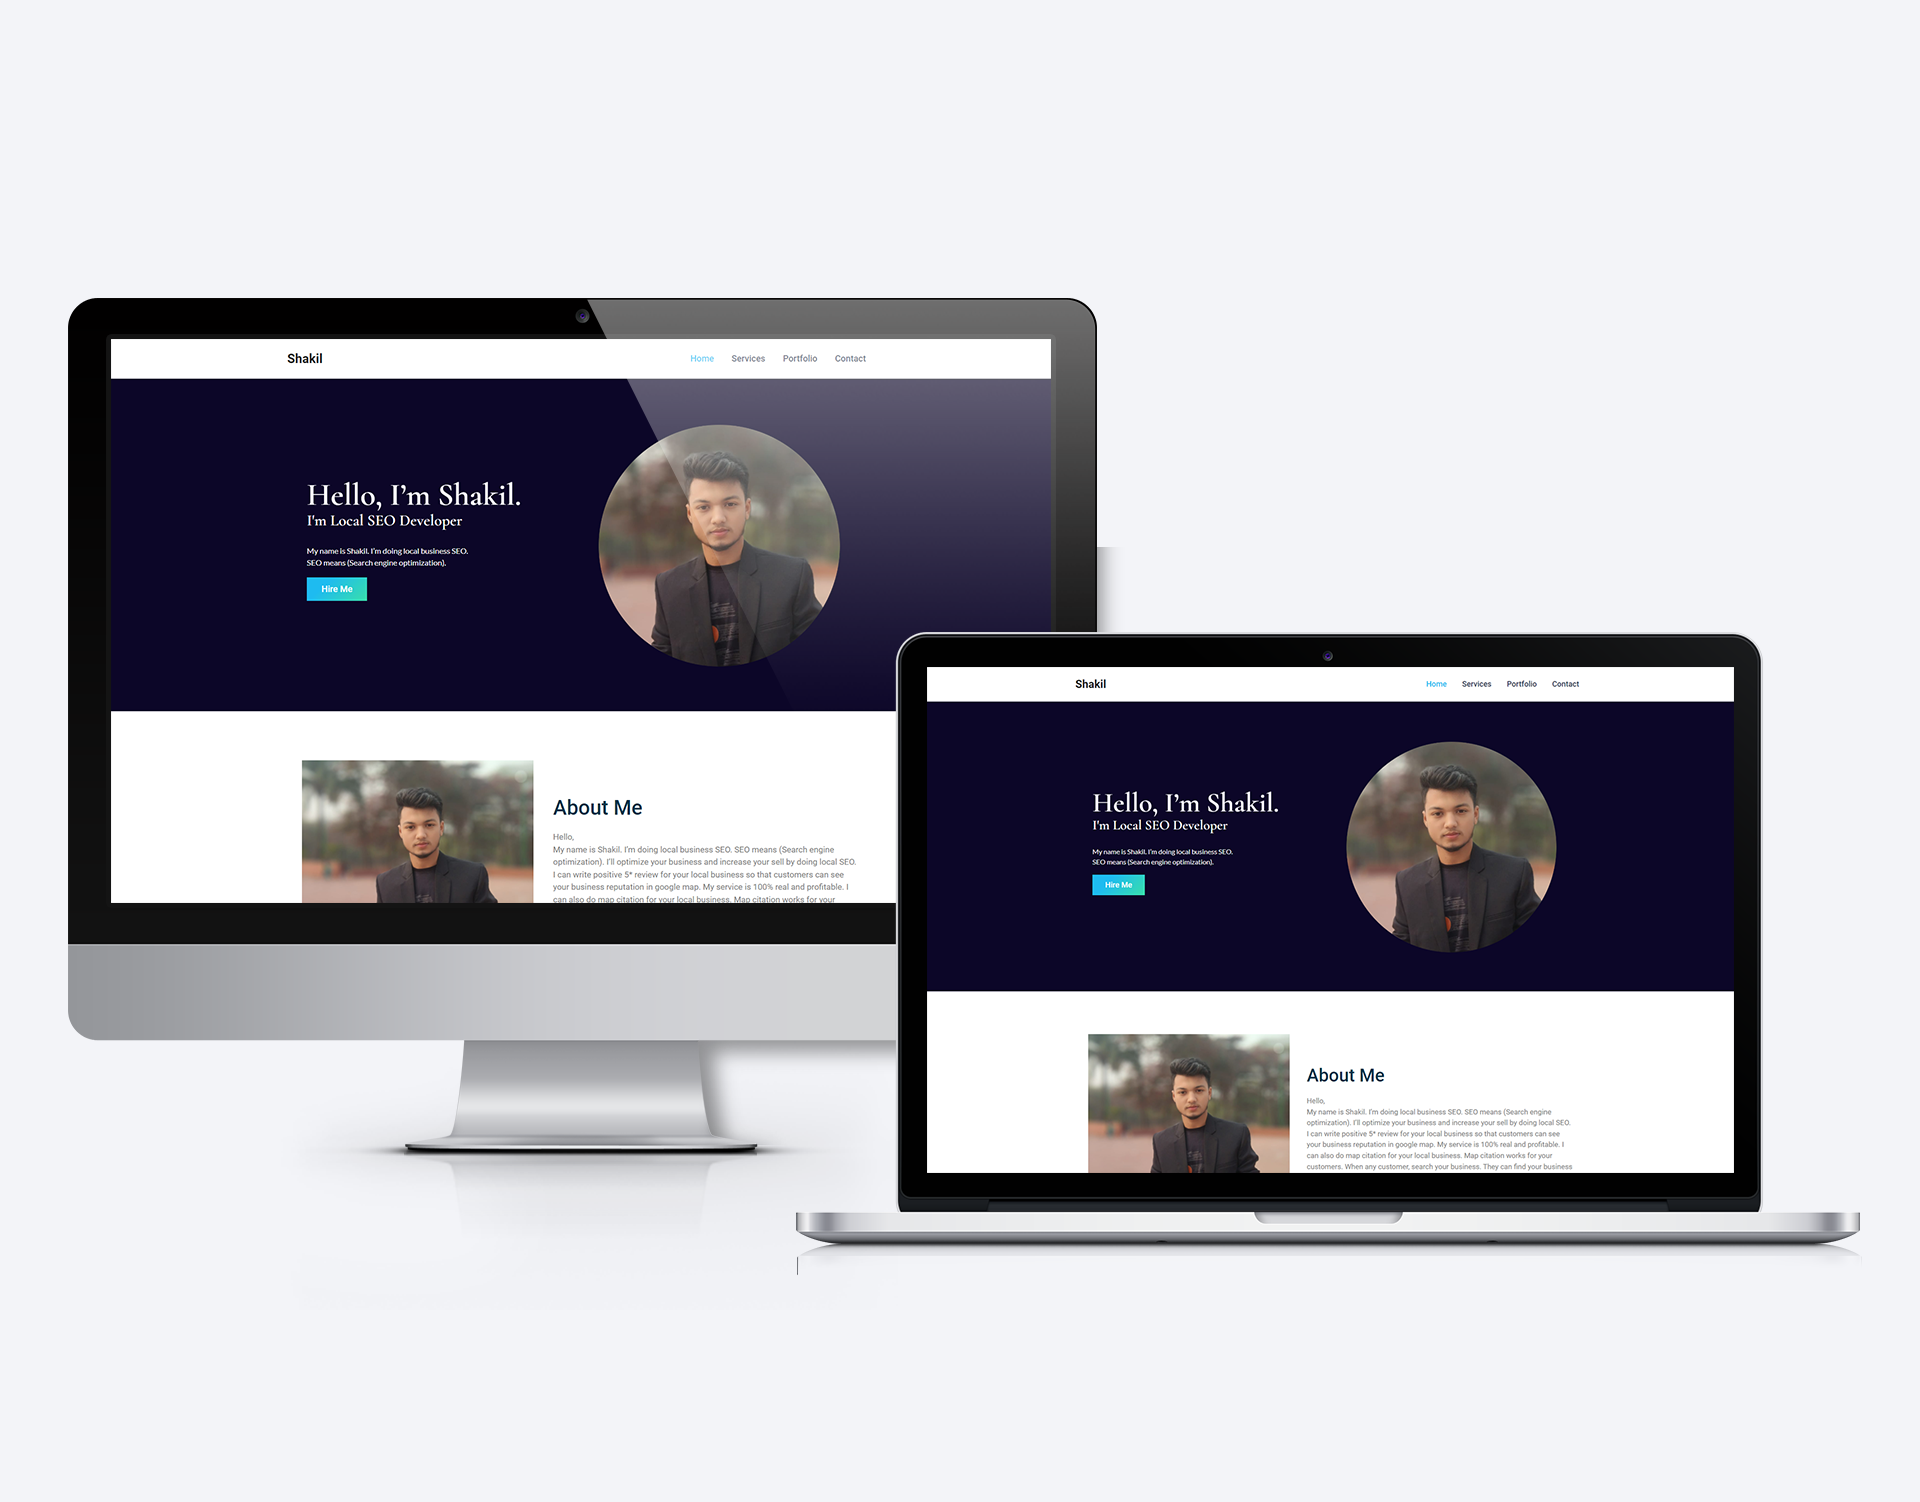 Shakil
Home Services Portfolio Contact
Hello, I'm Shakil.
I'm Local SEO Developer
My name is Shakil. I'm doing local business SEO.
SEO means (Search engine optimization).
Hire Me
About Me
Hello,
My name is Shakil. I'm doing local business SEO. SEO means (Search engine
optimization). I'll optimize your business and increase your sell by doing local SEO.
I can write positive 5* review for your local business so that customers can see
your business reputation in google map. My service is 100% real and profitable. I
can also do map citation for your local business. Map citation works for your
Shakil
Home Services Portfolio Contact
Hello, I'm Shakil.
I'm Local SEO Developer
My name is Shakil. I'm doing local business SEO.
SEO means (Search engine optimization).
Hire Me
About Me
Hello,
My name is Shakil. I'm doing local business SEO. SEO means (Search engine
optimization). I'll optimize your business and increase your sell by doing local SEO.
I can write positive 5* review for your local business so that customers can see
your business reputation in google map. My service is 100% real and profitable. I
can also do map citation for your local business. Map citation works for your
customers. When any customer, search your business. They can find your business